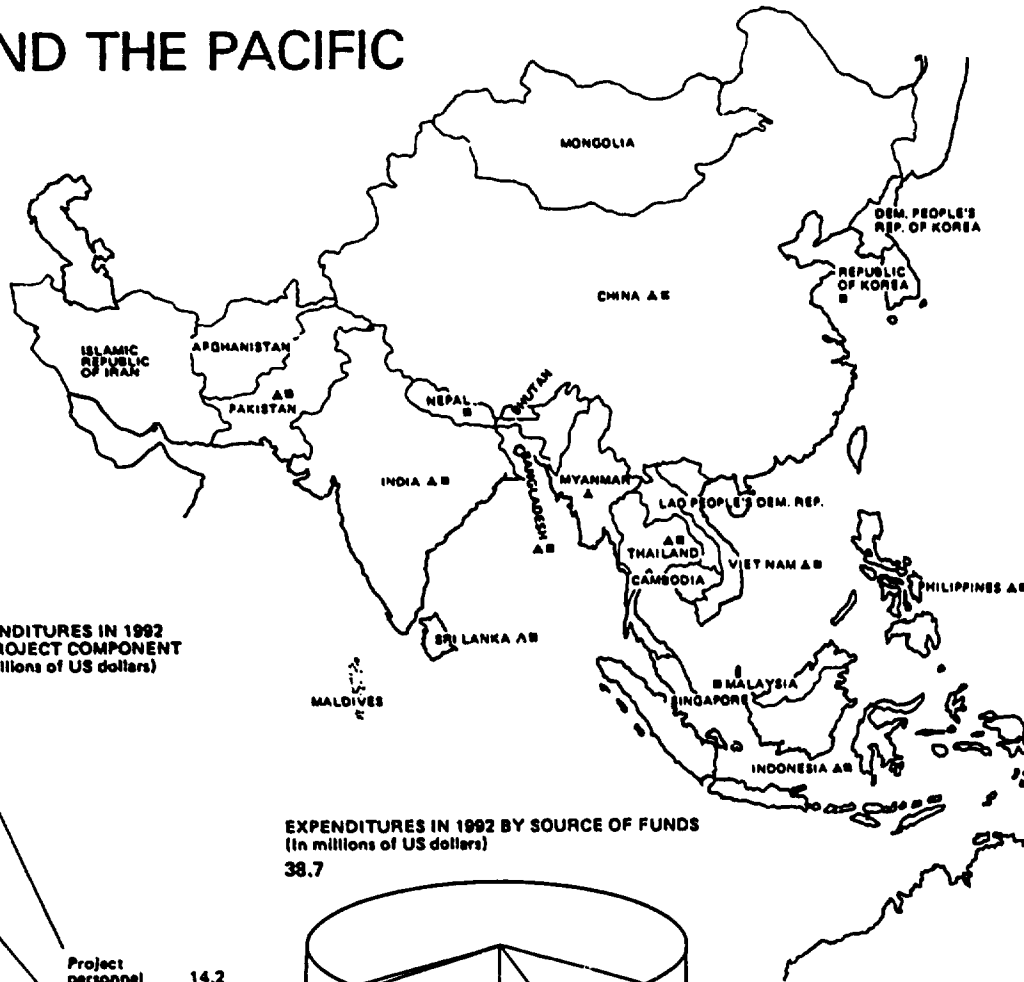 ND THE PACIFIC
MONGOLIA
DEM. PEOPLE'S
REP. OF KOREA
REPUBLIC
OF KOREA
■
CHINA ▲■
ISLAMIC
REPUBLIC
OF IRAN
AFGHANISTAN
▲■
PAKISTAN
NEPAL
■
BHUTAN
INDIA ▲■
BANGLADESH
▲■
MYANMAR
▲
LAO PEOPLE'S DEM. REP.
▲■
THAILAND
VIET NAM ▲■
CAMBODIA
PHILIPPINES ▲■
NDITURES IN 1992
ROJECT COMPONENT
llions of US dollars)
SRI LANKA ▲■
MALDIVES
■ MALAYSIA
SINGAPORE
INDONESIA ▲■
EXPENDITURES IN 1992 BY SOURCE OF FUNDS
(In millions of US dollars)
38.7
Project
personnel 14.2